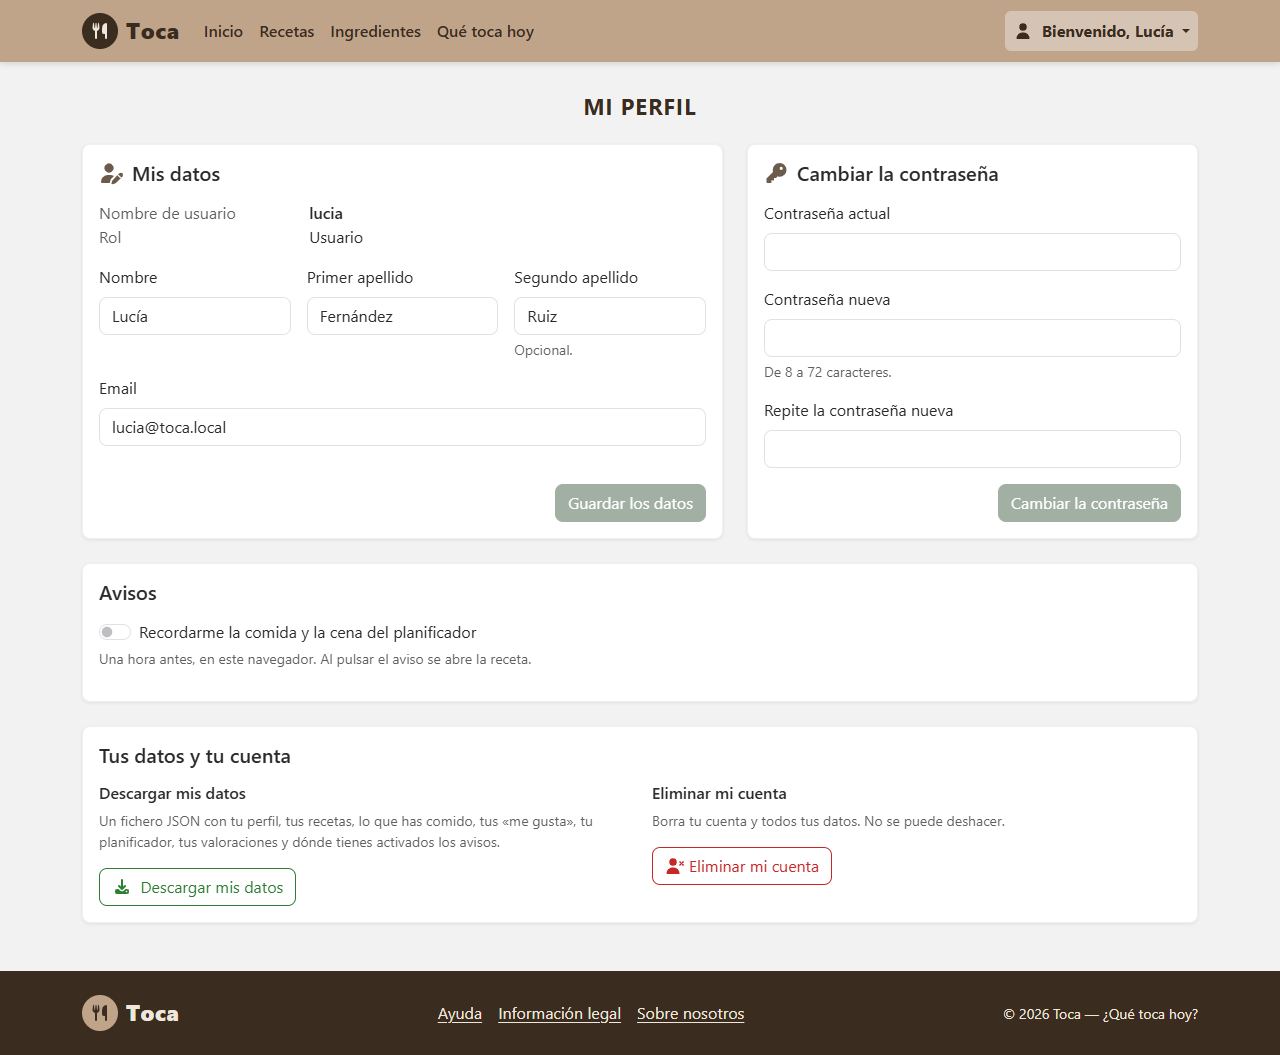 Toca
Inicio
Recetas
Ingredientes
Qué toca hoy
Bienvenido, Lucía
MI PERFIL
Mis datos
Nombre de usuario
lucia
Rol
Usuario
Nombre
Primer apellido
Segundo apellido
Lucía
Fernández
Ruiz
Opcional.
Email
lucia@toca.local
Guardar los datos
Cambiar la contraseña
Contraseña actual
Contraseña nueva
De 8 a 72 caracteres.
Repite la contraseña nueva
Cambiar la contraseña
Avisos
Recordarme la comida y la cena del planificador
Una hora antes, en este navegador. Al pulsar el aviso se abre la receta.
Tus datos y tu cuenta
Descargar mis datos
Un fichero JSON con tu perfil, tus recetas, lo que has comido, tus «me gusta», tu
planificador, tus valoraciones y dónde tienes activados los avisos.
Descargar mis datos
Eliminar mi cuenta
Borra tu cuenta y todos tus datos. No se puede deshacer.
Eliminar mi cuenta
Toca
Ayuda
Información legal
Sobre nosotros
© 2026 Toca — ¿Qué toca hoy?